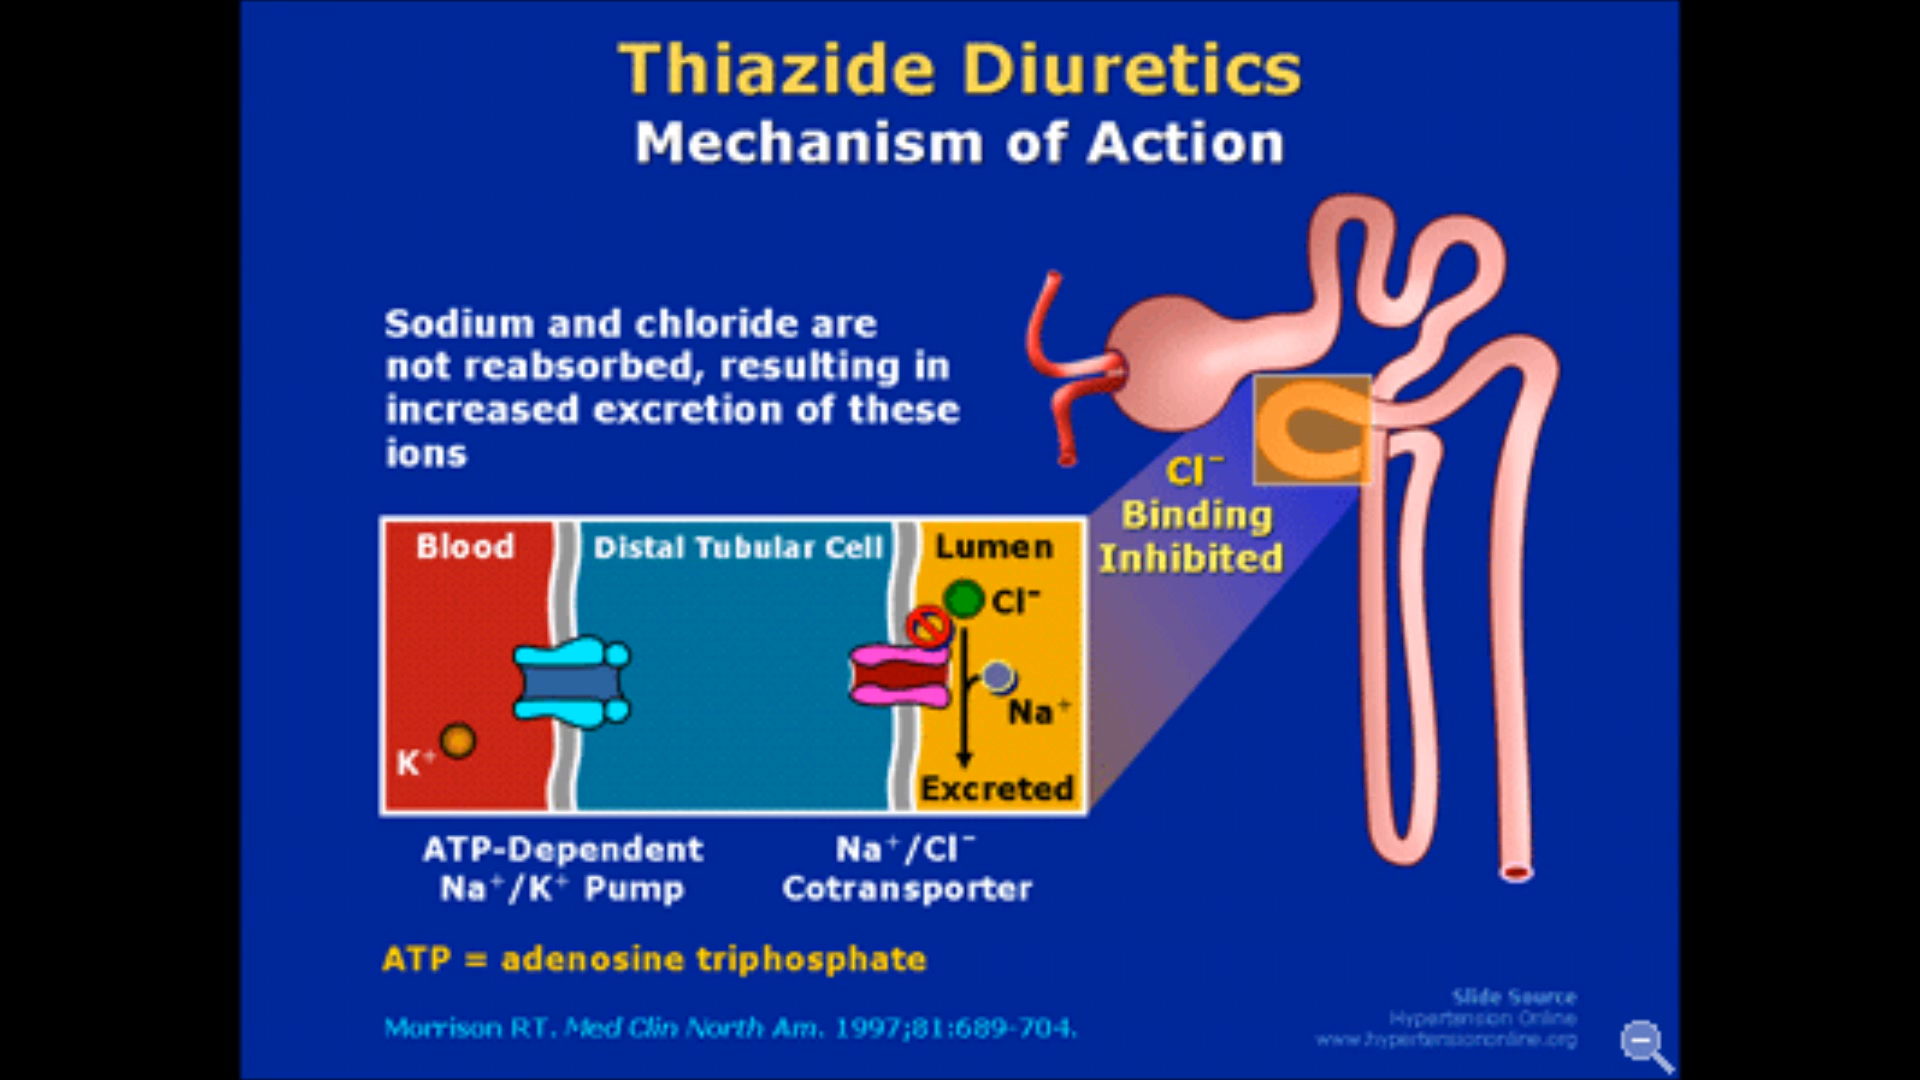 Thiazide Diuretics
Mechanism of Action
Sodium and chloride are
not reabsorbed, resulting in
increased excretion of these
ions
Cl⁻
Binding
Inhibited
Blood
Distal Tubular Cell
Lumen
Cl⁻
Na⁺
K⁺
Excreted
ATP-Dependent
Na⁺/K⁺ Pump
Na⁺/Cl⁻
Cotransporter
ATP = adenosine triphosphate
Morrison RT. Med Clin North Am. 1997;81:689-704.
Slide Source
Hypertension Online
www.hypertensiononline.org